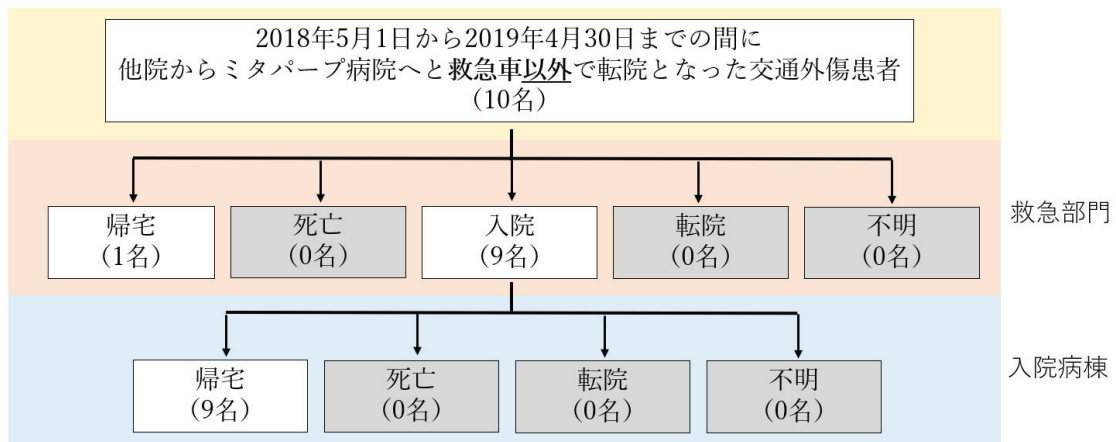 2018年5月1日から2019年4月30日までの間に
他院からミタパープ病院へと救急車以外で転院となった交通外傷患者
（10名）
救急部門
帰宅
（1名）
死亡
（0名）
入院
（9名）
転院
（0名）
不明
（0名）
入院病棟
帰宅
（9名）
死亡
（0名）
転院
（0名）
不明
（0名）